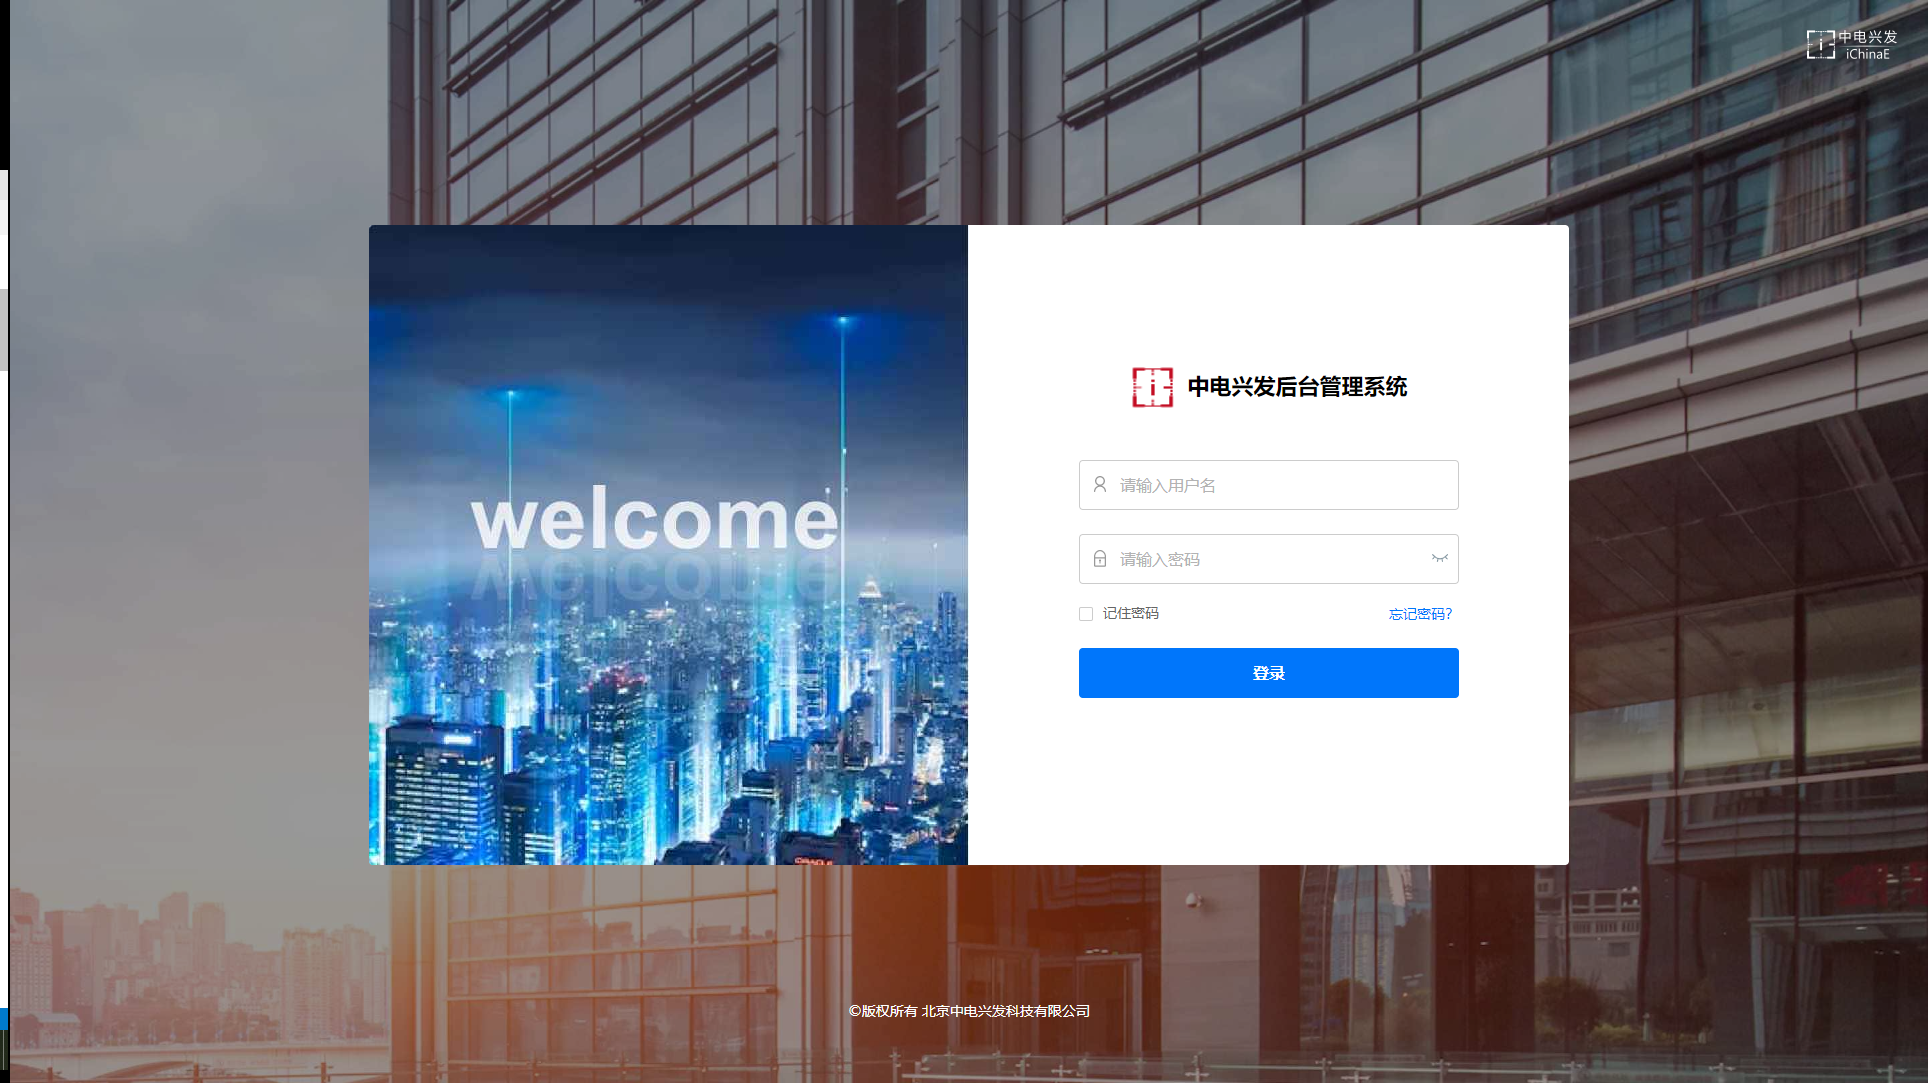 中电兴发
iChinaE
welcome
中电兴发后台管理系统
请输入用户名
请输入密码
记住密码
忘记密码?
登录
©版权所有 北京中电兴发科技有限公司